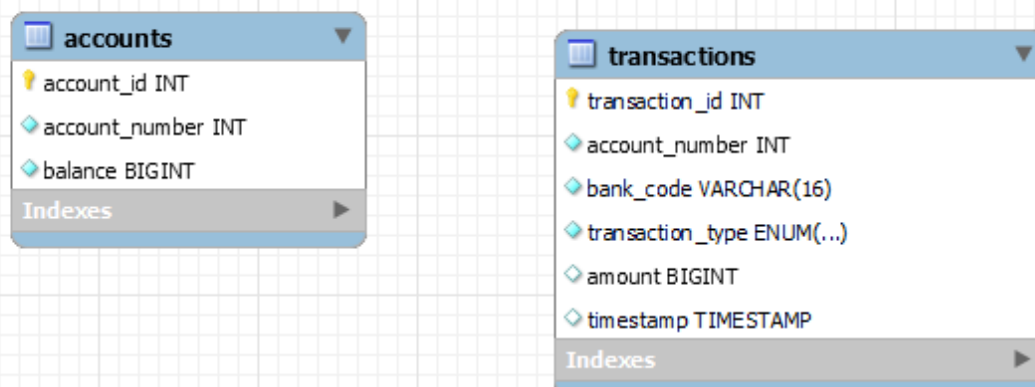 accounts
account_id INT
account_number INT
balance BIGINT
Indexes
transactions
transaction_id INT
account_number INT
bank_code VARCHAR(16)
transaction_type ENUM(...)
amount BIGINT
timestamp TIMESTAMP
Indexes